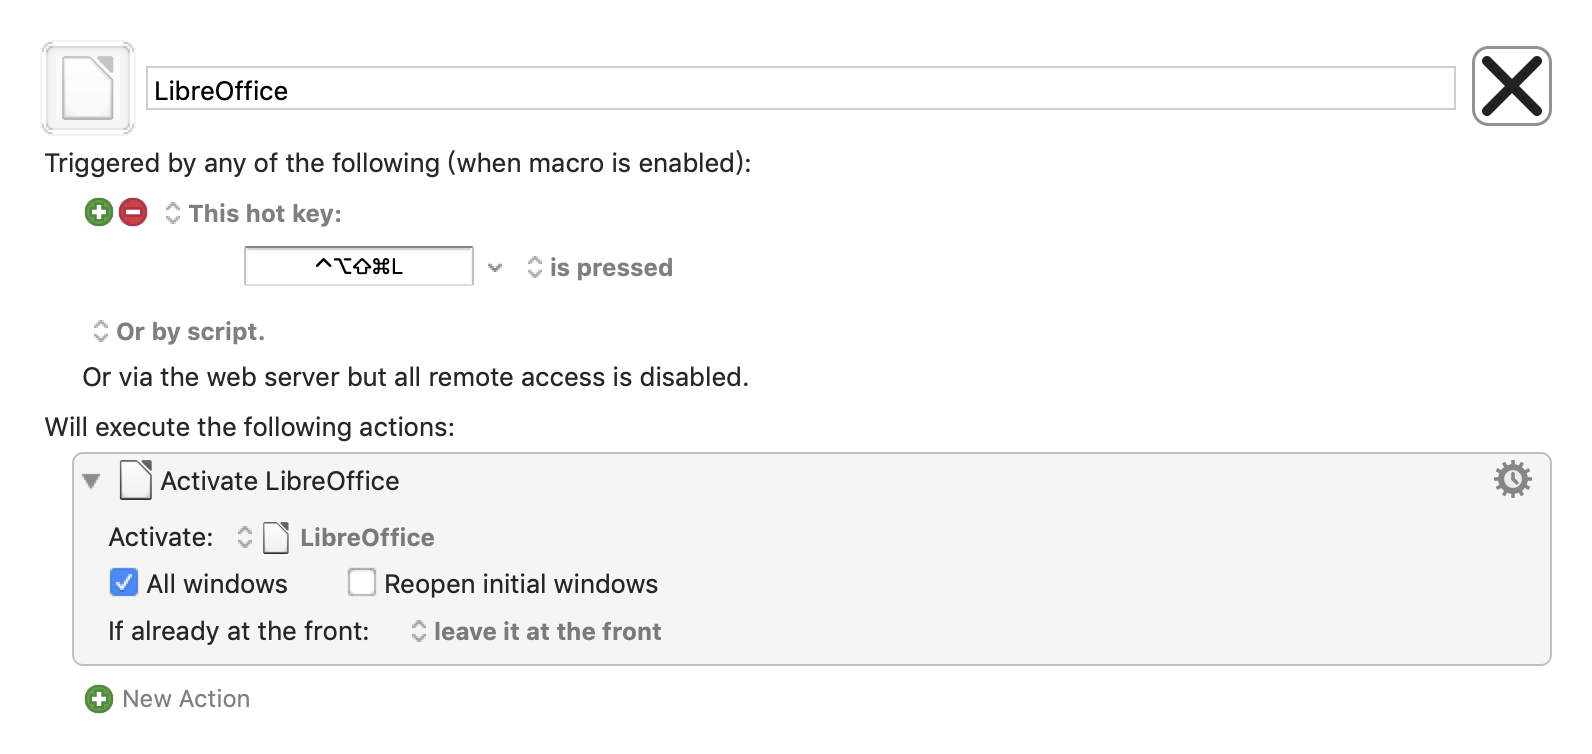 LibreOffice
Triggered by any of the following (when macro is enabled):
This hot key:
^⌥⇧⌘L is pressed
Or by script.
Or via the web server but all remote access is disabled.
Will execute the following actions:
Activate LibreOffice
Activate: LibreOffice
All windows Reopen initial windows
If already at the front: leave it at the front
New Action